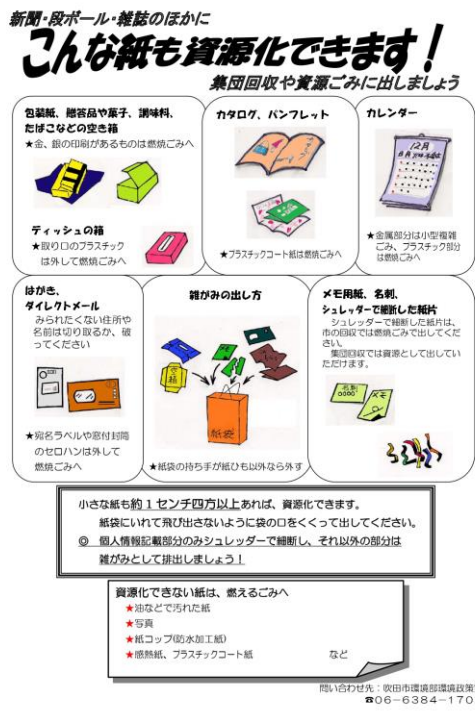 新聞・段ボール・雑誌のほかに
こんな紙も資源化できます!
集団回収や資源ごみに出しましょう
包装紙、贈答品や菓子、調味料、
たばこなどの空き箱
★金、銀の印刷があるものは燃焼ごみへ
ティッシュの箱
★取り口のプラスチック
は外して燃焼ごみへ
カタログ、パンフレット
★プラスチックコート紙は燃焼ごみへ
カレンダー
12月
★金属部分は小型複雑
ごみ、プラスチック部分
は燃焼ごみへ
はがき、
ダイレクトメール
みられたくない住所や
名前は切り取るか、破
ってください
★宛名ラベルや窓付封筒
のセロハンは外して
燃焼ごみへ
雑がみの出し方
空き箱
紙袋
★紙袋の持ち手が紙ひも以外なら外す
メモ用紙、名刺、
シュレッダーで細断した紙片
シュレッダーで細断した紙片は、
市の回収では燃焼ごみで出してくだ
さい。
集団回収では資源として出してい
ただけます。
名刺
0000
メモ
小さな紙も約1センチ四方以上あれば、資源化できます。
紙袋にいれて飛び出さないように袋の口をくくって出してください。
◎ 個人情報記載部分のみシュレッダーで細断し、それ以外の部分は
雑がみとして排出しましょう!
資源化できない紙は、燃えるごみへ
★油などで汚れた紙
★写真
★紙コップ(防水加工紙)
★感熱紙、プラスチックコート紙 など
問い合わせ先:吹田市環境部環境政策
☎06-6384-170